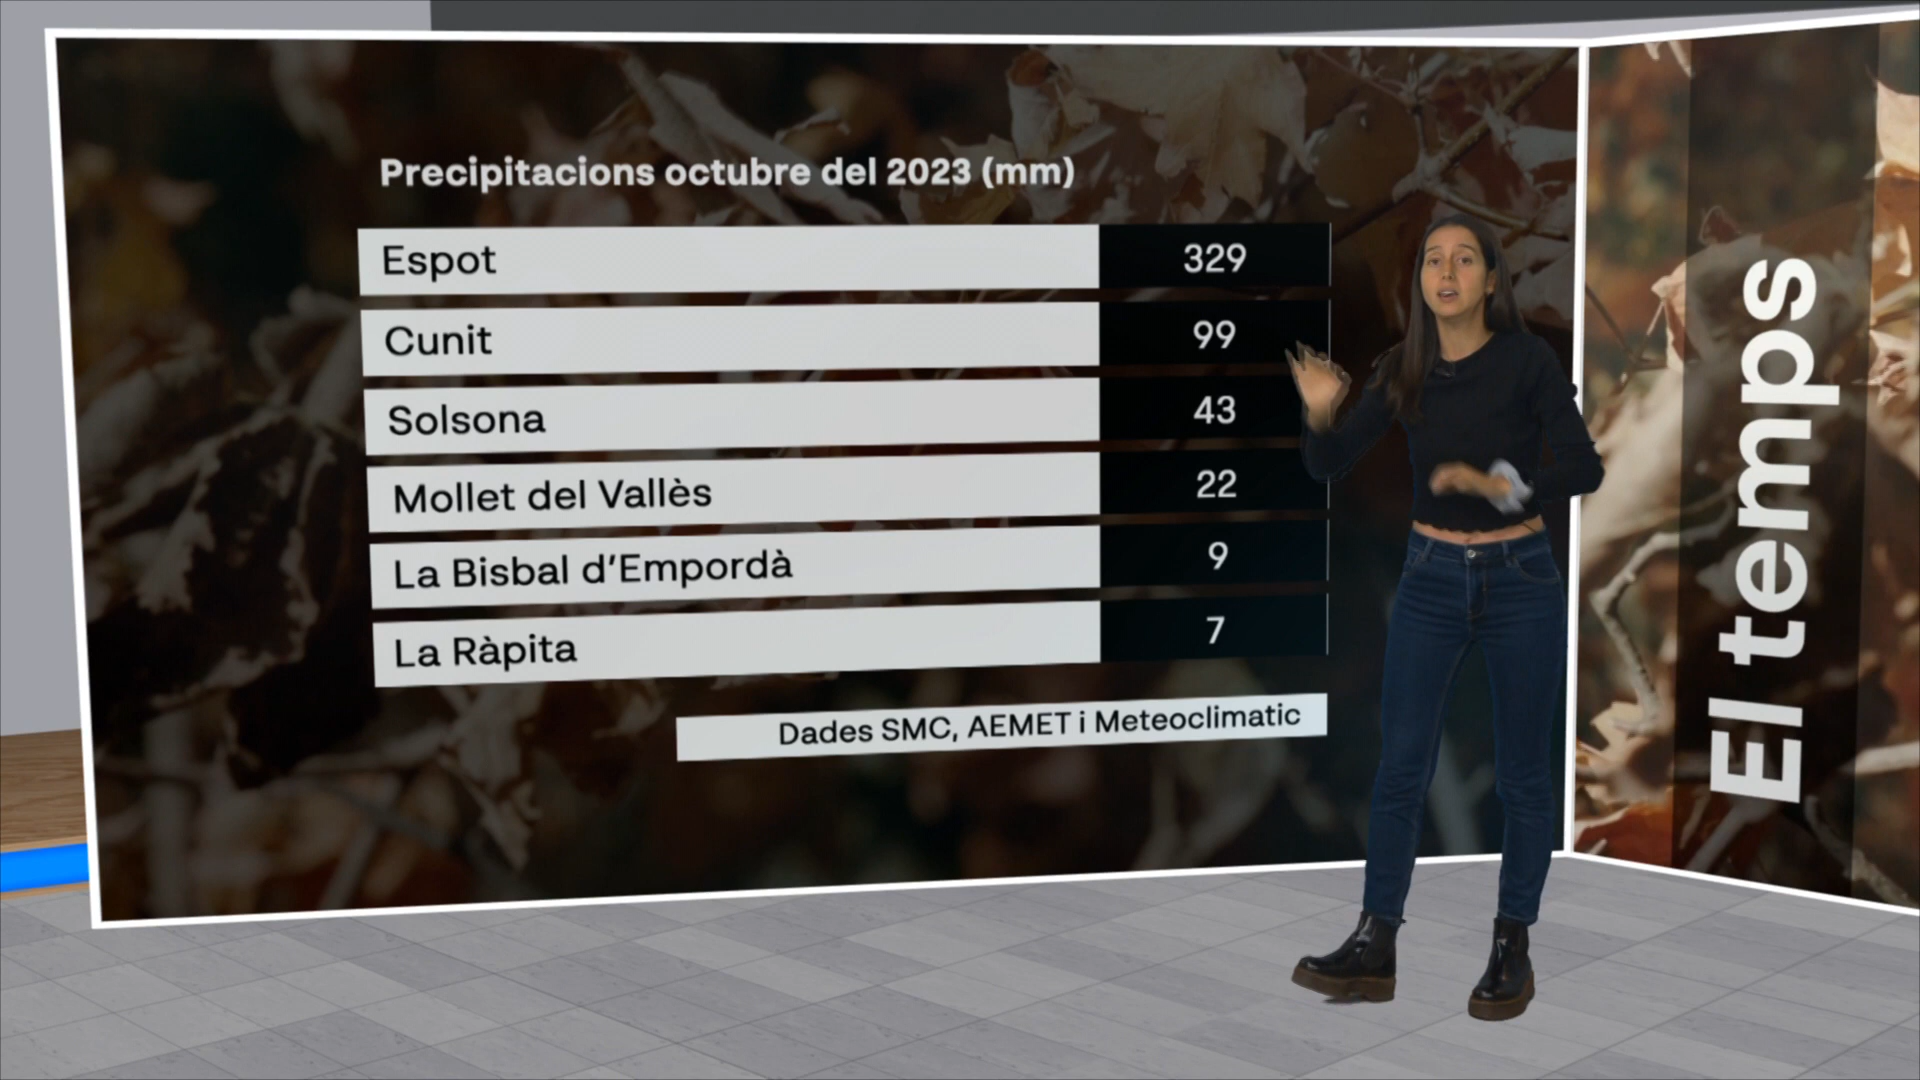 Precipitacions octubre del 2023 (mm)
Espot 329
Cunit 99
Solsona 43
Mollet del Vallès 22
La Bisbal d’Empordà 9
La Ràpita 7
Dades SMC, AEMET i Meteoclimatic
El temps